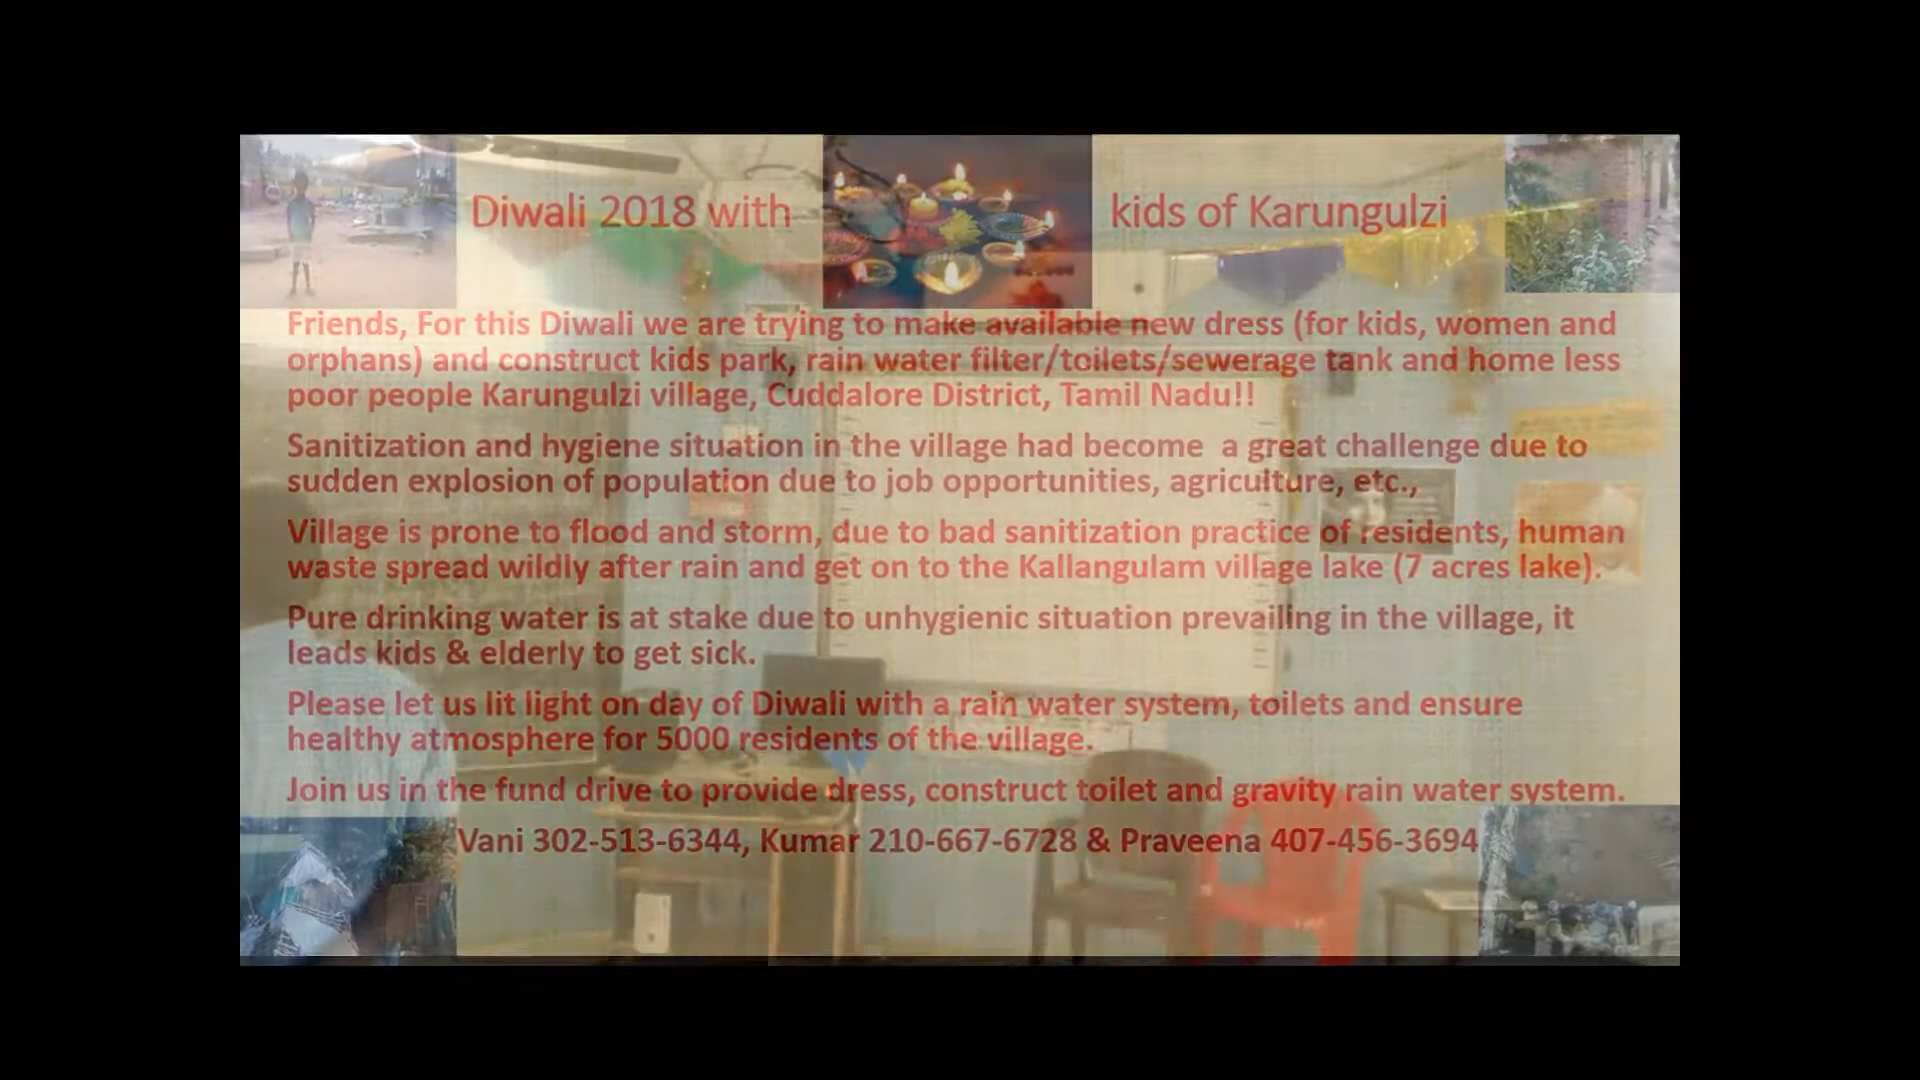 Diwali 2018 with kids of Karungulzi
Friends, For this Diwali we are trying to make available new dress (for kids, women and
orphans) and construct kids park, rain water filter/toilets/sewerage tank and home less
poor people Karungulzi village, Cuddalore District, Tamil Nadu!!
Sanitization and hygiene situation in the village had become a great challenge due to
sudden explosion of population due to job opportunities, agriculture, etc.,
Village is prone to flood and storm, due to bad sanitization practice of residents, human
waste spread wildly after rain and get on to the Kallangulam village lake (7 acres lake).
Pure drinking water is at stake due to unhygienic situation prevailing in the village, it
leads kids & elderly to get sick.
Please let us lit light on day of Diwali with a rain water system, toilets and ensure
healthy atmosphere for 5000 residents of the village.
Join us in the fund drive to provide dress, construct toilet and gravity rain water system.
Vani 302-513-6344, Kumar 210-667-6728 & Praveena 407-456-3694